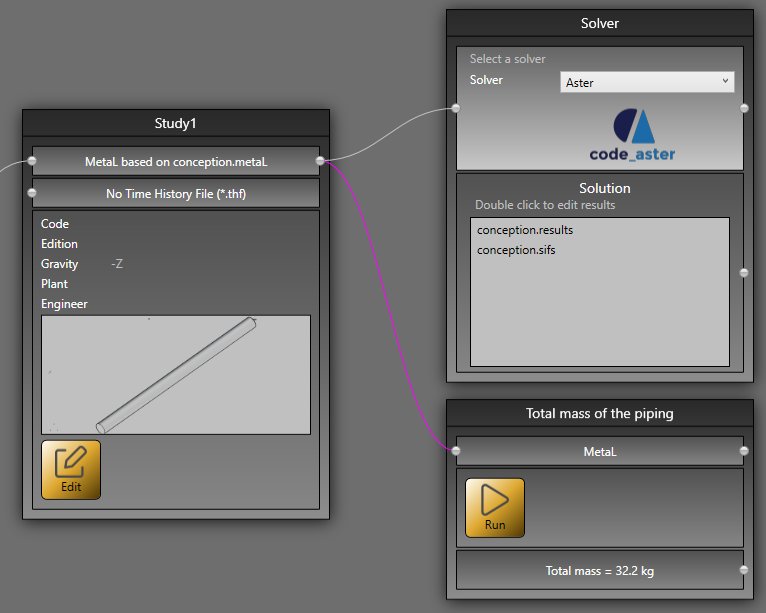 Study1
MetaL based on conception.metaL
No Time History File (*.thf)
Code
Edition
Gravity -Z
Plant
Engineer
Edit
Solver
Select a solver
Solver Aster
code_aster
Solution
Double click to edit results
conception.results
conception.sifs
Total mass of the piping
MetaL
Run
Total mass = 32.2 kg